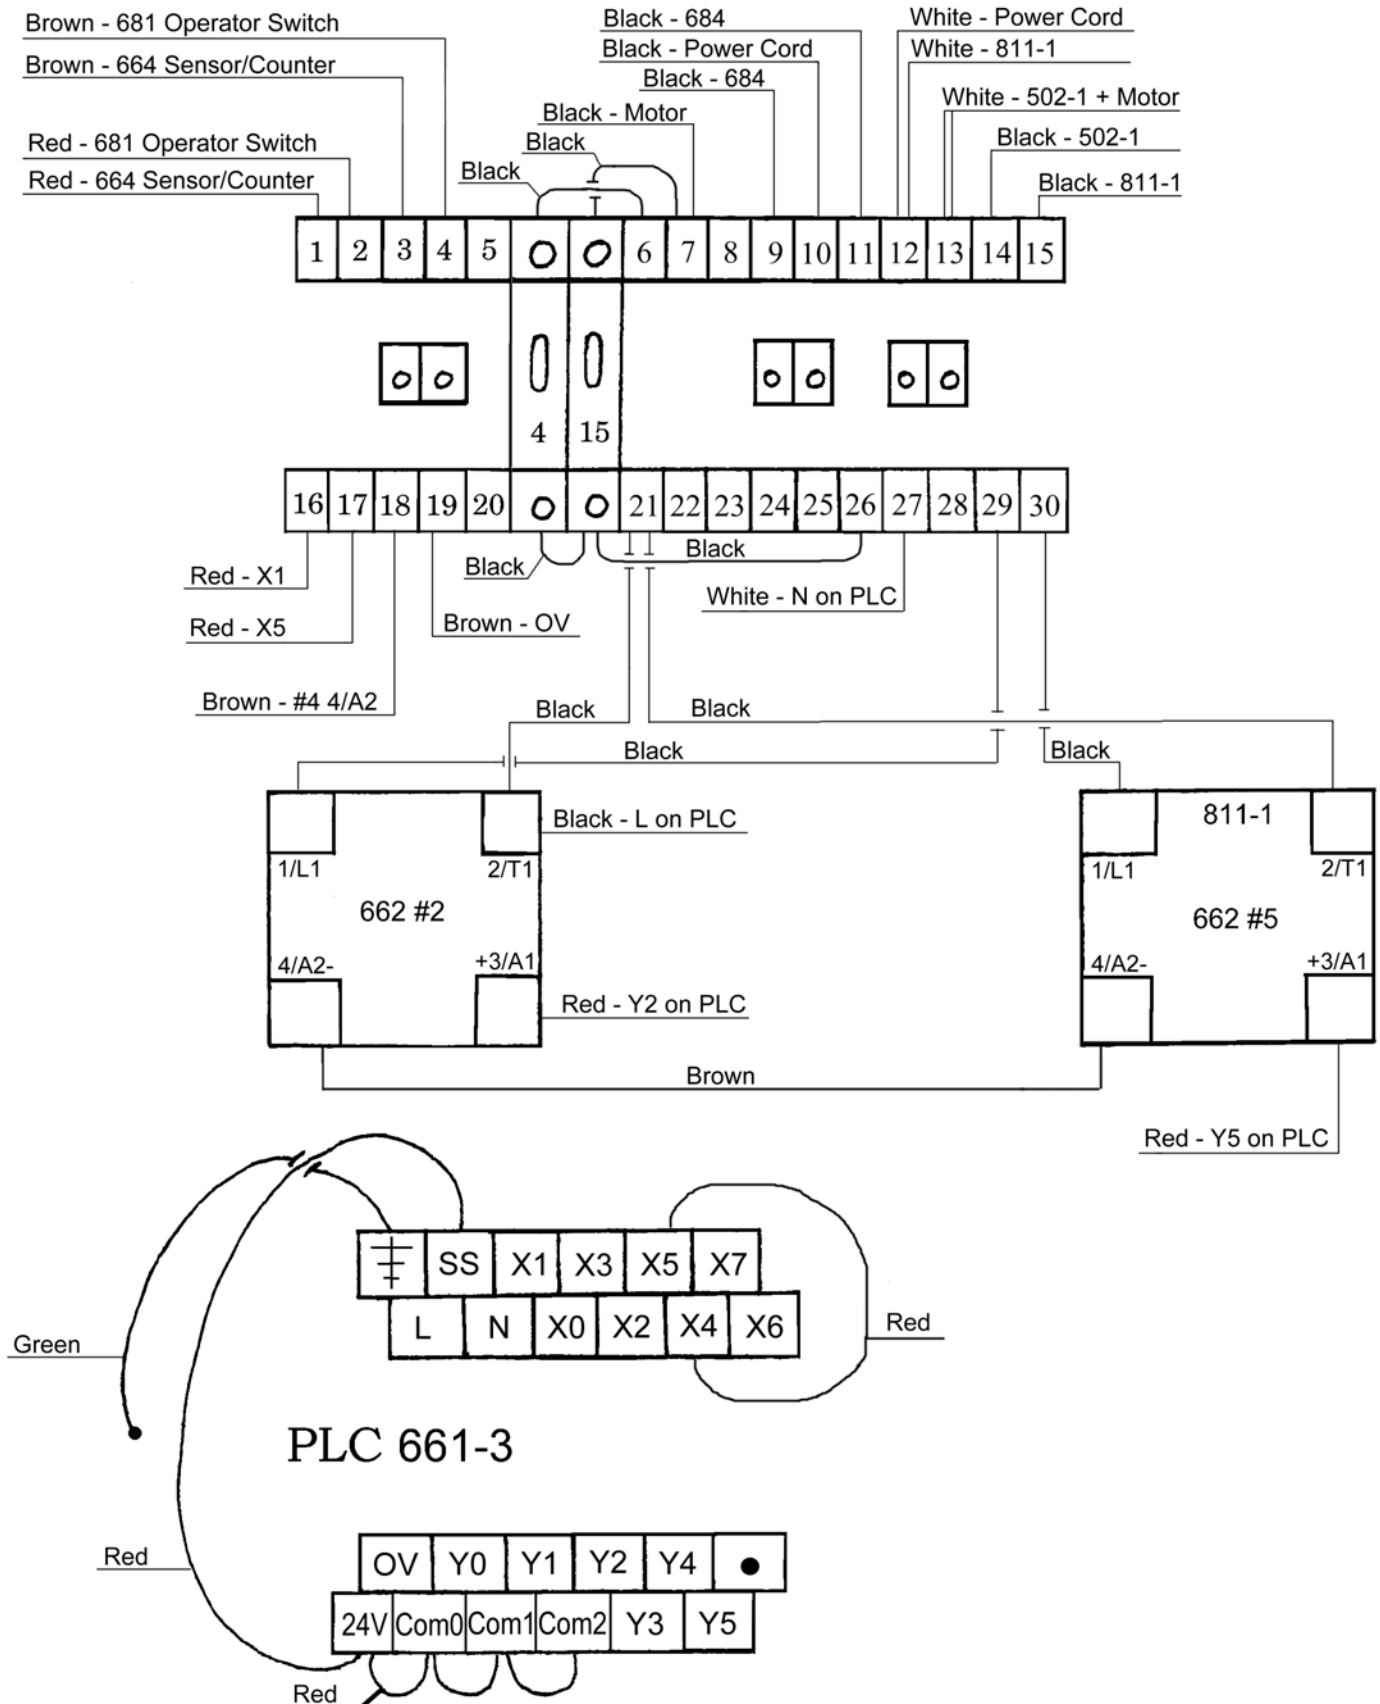 Brown - 681 Operator Switch
Black - 684
White - Power Cord
Brown - 664 Sensor/Counter
Black - Power Cord
White - 811-1
Black - 684
White - 502-1 + Motor
Black - Motor
Red - 681 Operator Switch
Black
Black - 502-1
Red - 664 Sensor/Counter
Black
Black - 811-1
1 2 3 4 5 6 7 8 9 10 11 12 13 14 15
4 15
16 17 18 19 20 21 22 23 24 25 26 27 28 29 30
Black
Black
Red - X1
White - N on PLC
Red - X5
Brown - OV
Brown - #4 4/A2
Black
Black
Black
Black
Black - L on PLC
811-1
1/L1
2/T1
1/L1
2/T1
662 #2
662 #5
4/A2-
+3/A1
4/A2-
+3/A1
Red - Y2 on PLC
Brown
Red - Y5 on PLC
SS X1 X3 X5 X7
L N X0 X2 X4 X6
Red
Green
PLC 661-3
Red
OV Y0 Y1 Y2 Y4
24V Com0 Com1 Com2 Y3 Y5
Red